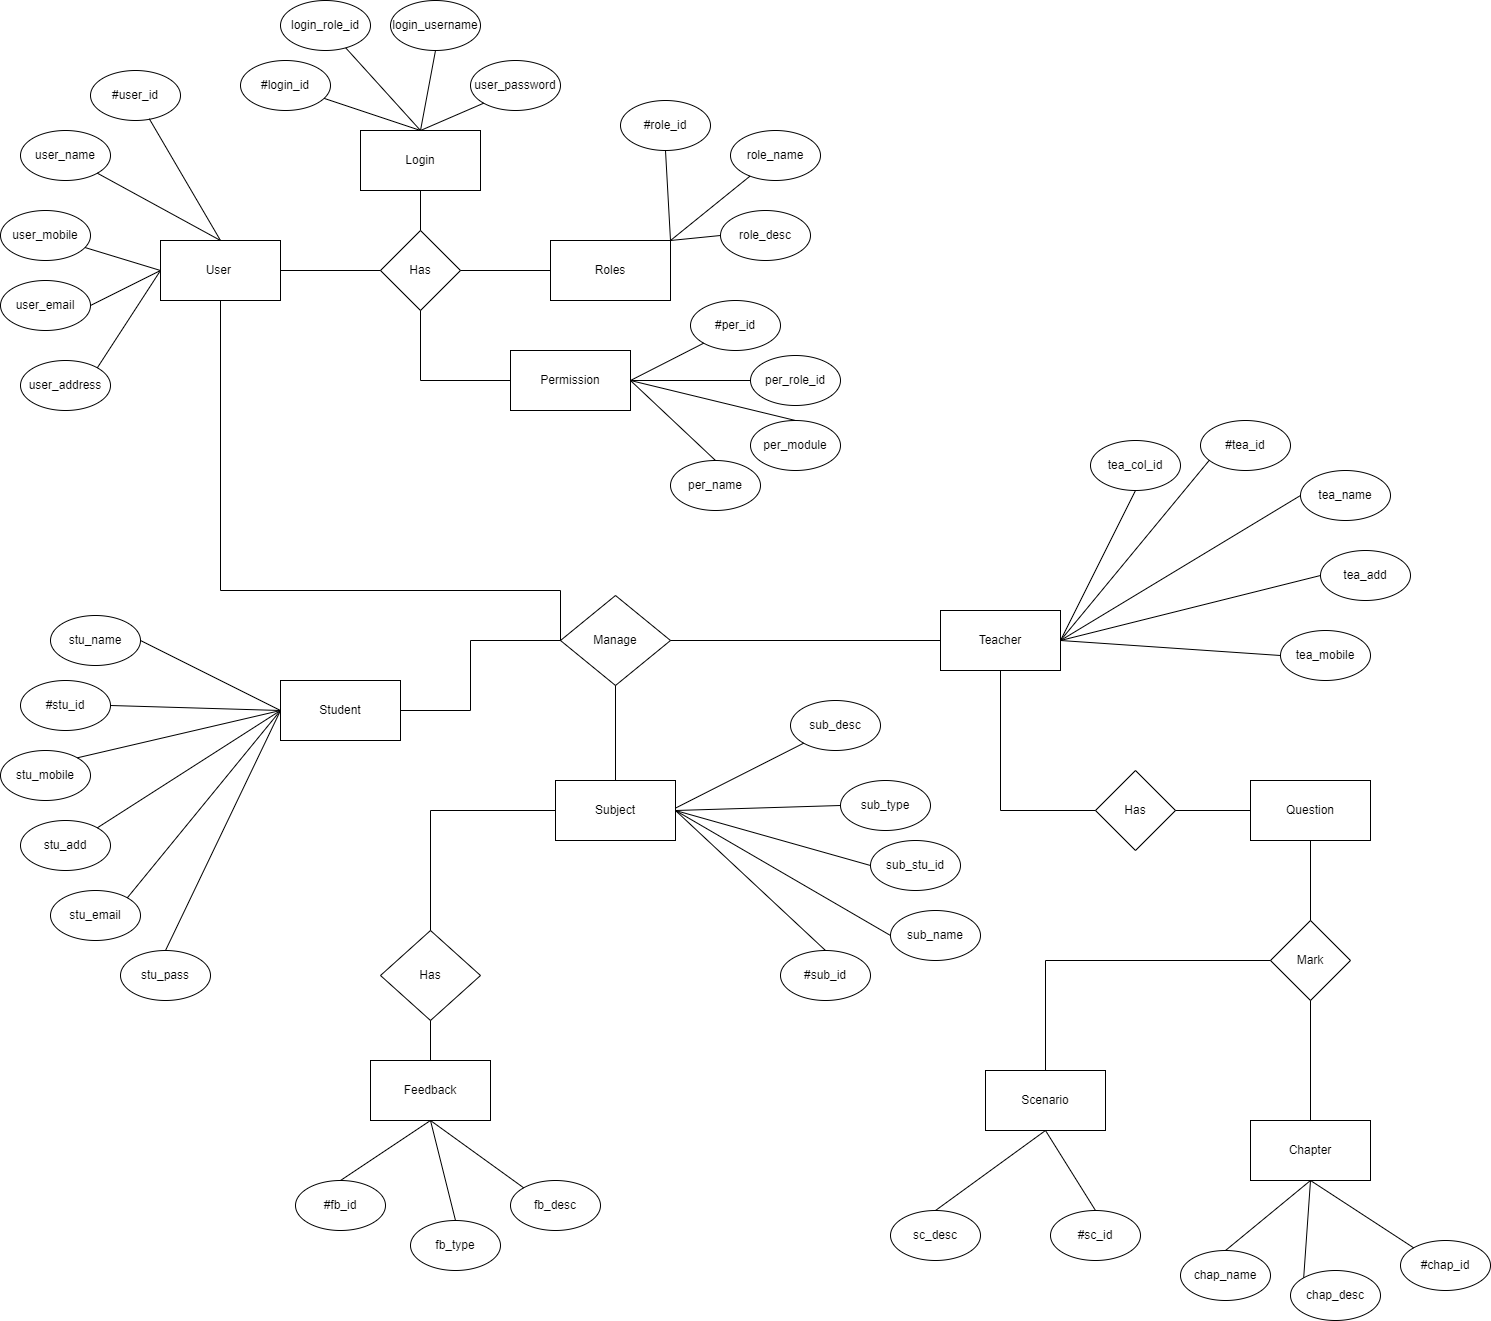 login_role_id
login_username
#login_id
user_password
#user_id
#role_id
user_name
Login
role_name
user_mobile
role_desc
User
Has
Roles
user_email
#per_id
user_address
Permission
per_role_id
per_module
per_name
tea_col_id
#tea_id
tea_name
tea_add
stu_name
Manage
Teacher
tea_mobile
#stu_id
Student
sub_desc
stu_mobile
Subject
sub_type
Has
Question
stu_add
sub_stu_id
stu_email
sub_name
stu_pass
Has
#sub_id
Mark
Feedback
Scenario
Chapter
#fb_id
fb_desc
fb_type
sc_desc
#sc_id
chap_name
#chap_id
chap_desc